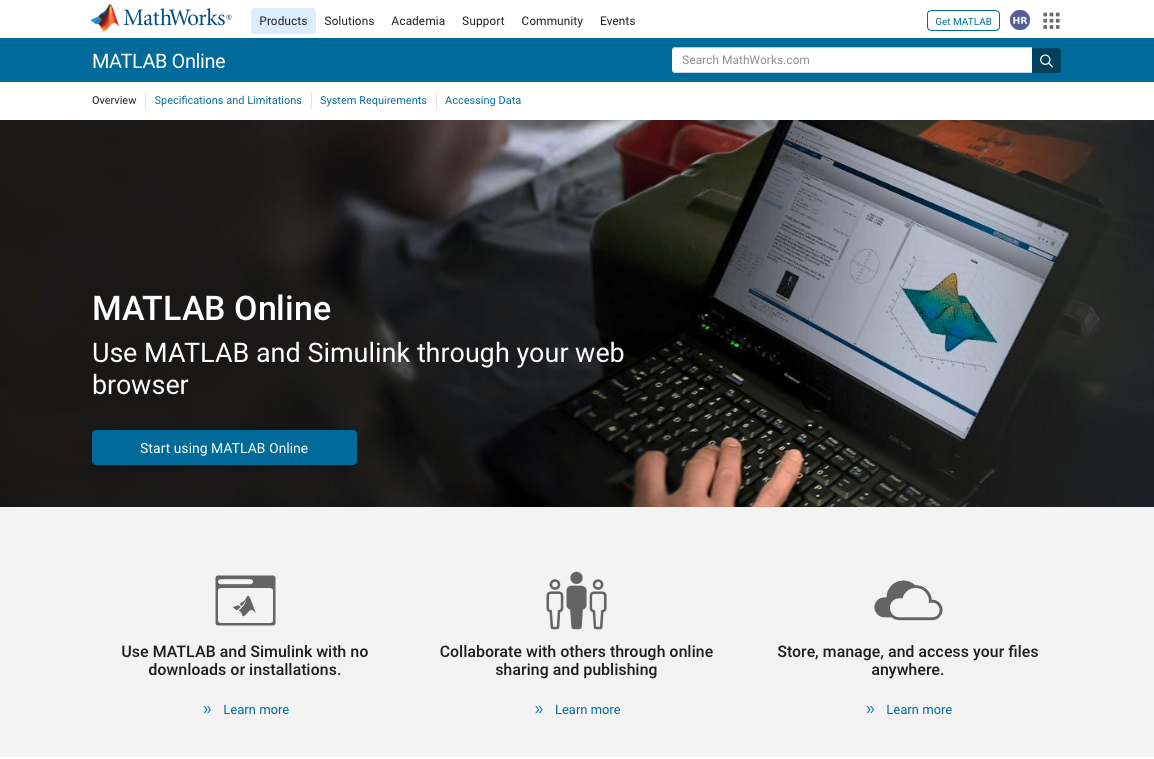 MathWorks®
Products Solutions Academia Support Community Events
Get MATLAB
HR
MATLAB Online
Search MathWorks.com
Overview
Specifications and Limitations
System Requirements
Accessing Data
MATLAB Online
Use MATLAB and Simulink through your web
browser
Start using MATLAB Online
Use MATLAB and Simulink with no
downloads or installations.
» Learn more
Collaborate with others through online
sharing and publishing
» Learn more
Store, manage, and access your files
anywhere.
» Learn more